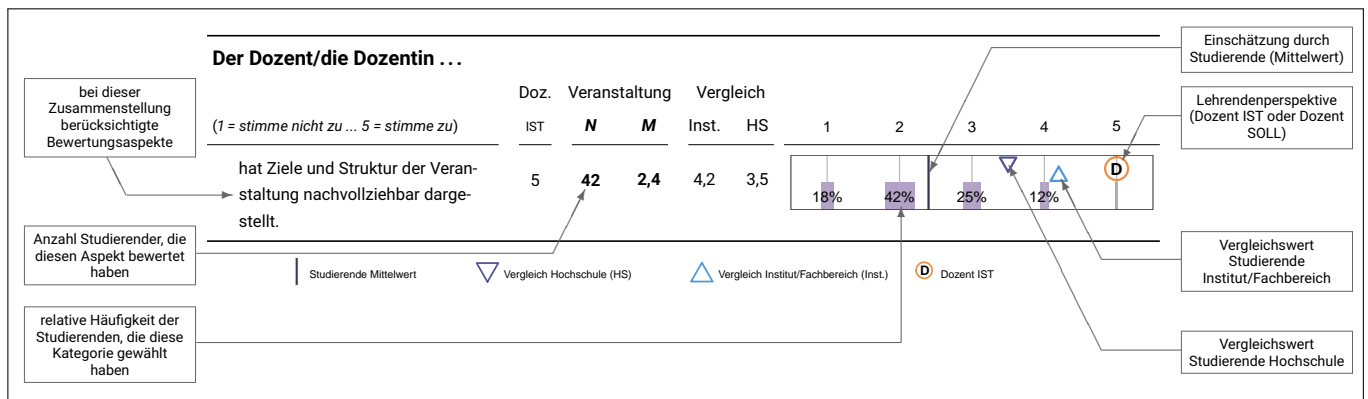 Der Dozent/die Dozentin ...
Doz. Veranstaltung Vergleich
(1 = stimme nicht zu ... 5 = stimme zu) IST N M Inst. HS 1 2 3 4 5
hat Ziele und Struktur der Veran-
staltung nachvollziehbar darge-
stellt.
5 42 2,4 4,2 3,5
18% 42% 25% 12%
D
Studierende Mittelwert
Vergleich Hochschule (HS)
Vergleich Institut/Fachbereich (Inst.)
D Dozent IST
bei dieser
Zusammenstellung
berücksichtigte
Bewertungsaspekte
Anzahl Studierender, die
diesen Aspekt bewertet
haben
relative Häufigkeit der
Studierenden, die diese
Kategorie gewählt
haben
Einschätzung durch
Studierende (Mittelwert)
Lehrendenperspektive
(Dozent IST oder Dozent
SOLL)
Vergleichswert
Studierende
Institut/Fachbereich
Vergleichswert
Studierende Hochschule